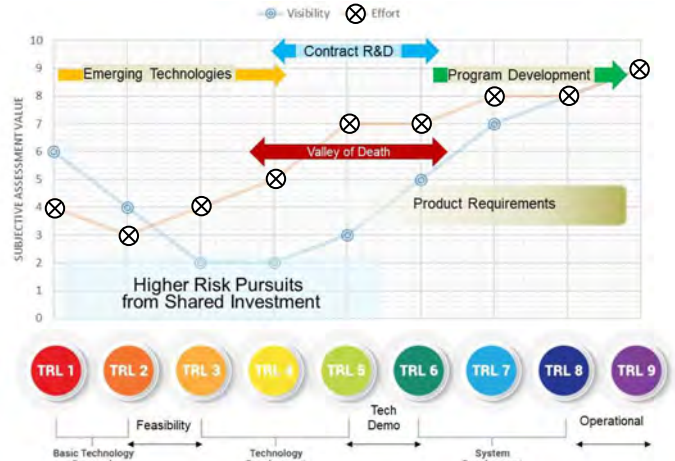 Visibility
Effort
10
9
8
7
6
5
4
3
2
1
0
SUBJECTIVE ASSESSMENT VALUE
Contract R&D
Emerging Technologies
Program Development
Valley of Death
Product Requirements
Higher Risk Pursuits
from Shared Investment
TRL 1
TRL 2
TRL 3
TRL 4
TRL 5
TRL 6
TRL 7
TRL 8
TRL 9
Feasibility
Tech
Demo
Operational
Basic Technology
Technology
System